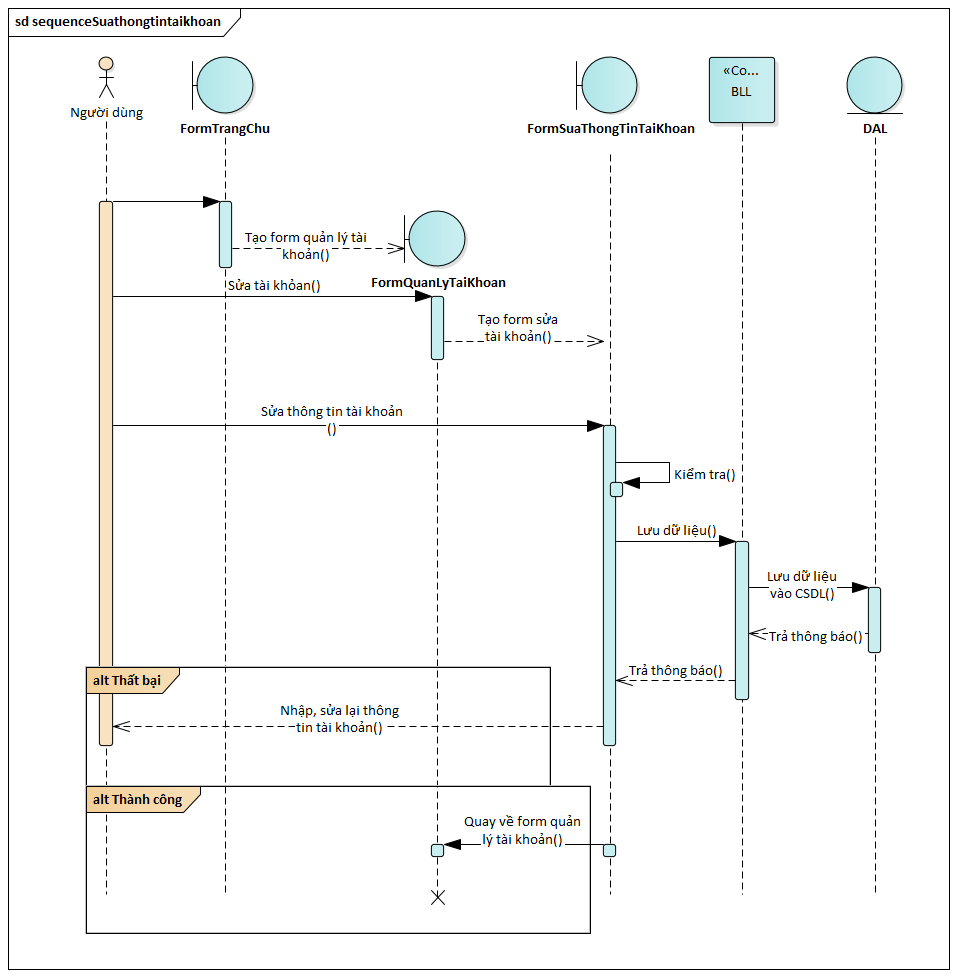 sd sequenceSuathongtintaikhoan
Người dùng
FormTrangChu
FormSuaThongTinTaiKhoan
«Co...
BLL
DAL
Tạo form quản lý tài
khoản()
FormQuanLyTaiKhoan
Sửa tài khỏan()
Tạo form sửa
tài khoản()
Sửa thông tin tài khoản
()
Kiểm tra()
Lưu dữ liệu()
Lưu dữ liệu
vào CSDL()
Trả thông báo()
Trả thông báo()
alt Thất bại
Nhập, sửa lại thông
tin tài khoản()
alt Thành công
Quay về form quản
lý tài khoản()